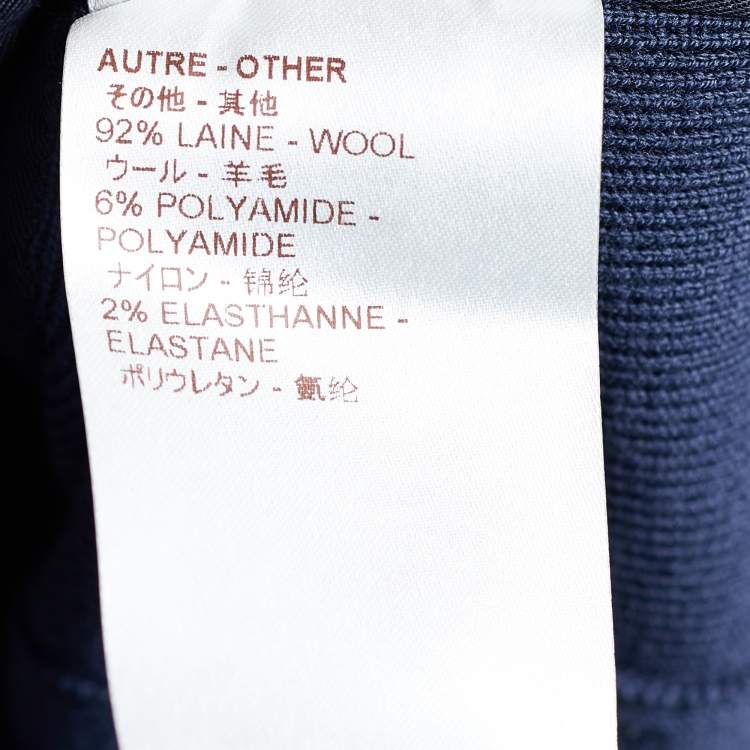 AUTRE - OTHER
その他 - 其他
92% LAINE - WOOL
ウール - 羊毛
6% POLYAMIDE -
POLYAMIDE
ナイロン - 锦纶
2% ELASTHANNE -
ELASTANE
ポリウレタン - 氨纶